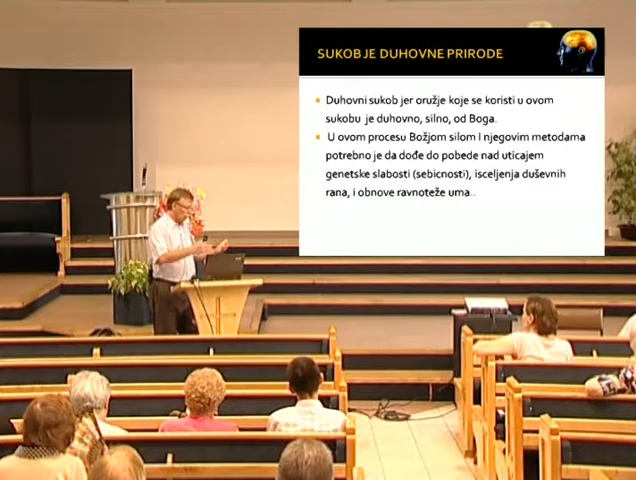 SUKOB JE DUHOVNE PRIRODE
Duhovni sukob jer oružje koje se koristi u ovom
sukobu je duhovno, silno, od Boga.
U ovom procesu Božjom silom I njegovim metodama
potrebno je da dođe do pobede nad uticajem
genetske slabosti (sebicnosti), isceljenja duševnih
rana, i obnove ravnoteže uma..